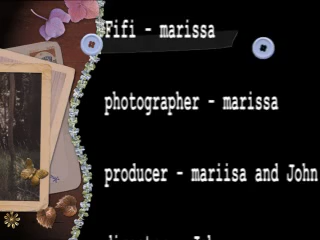 Fifi - marissa
photographer - marissa
producer - mariisa and John